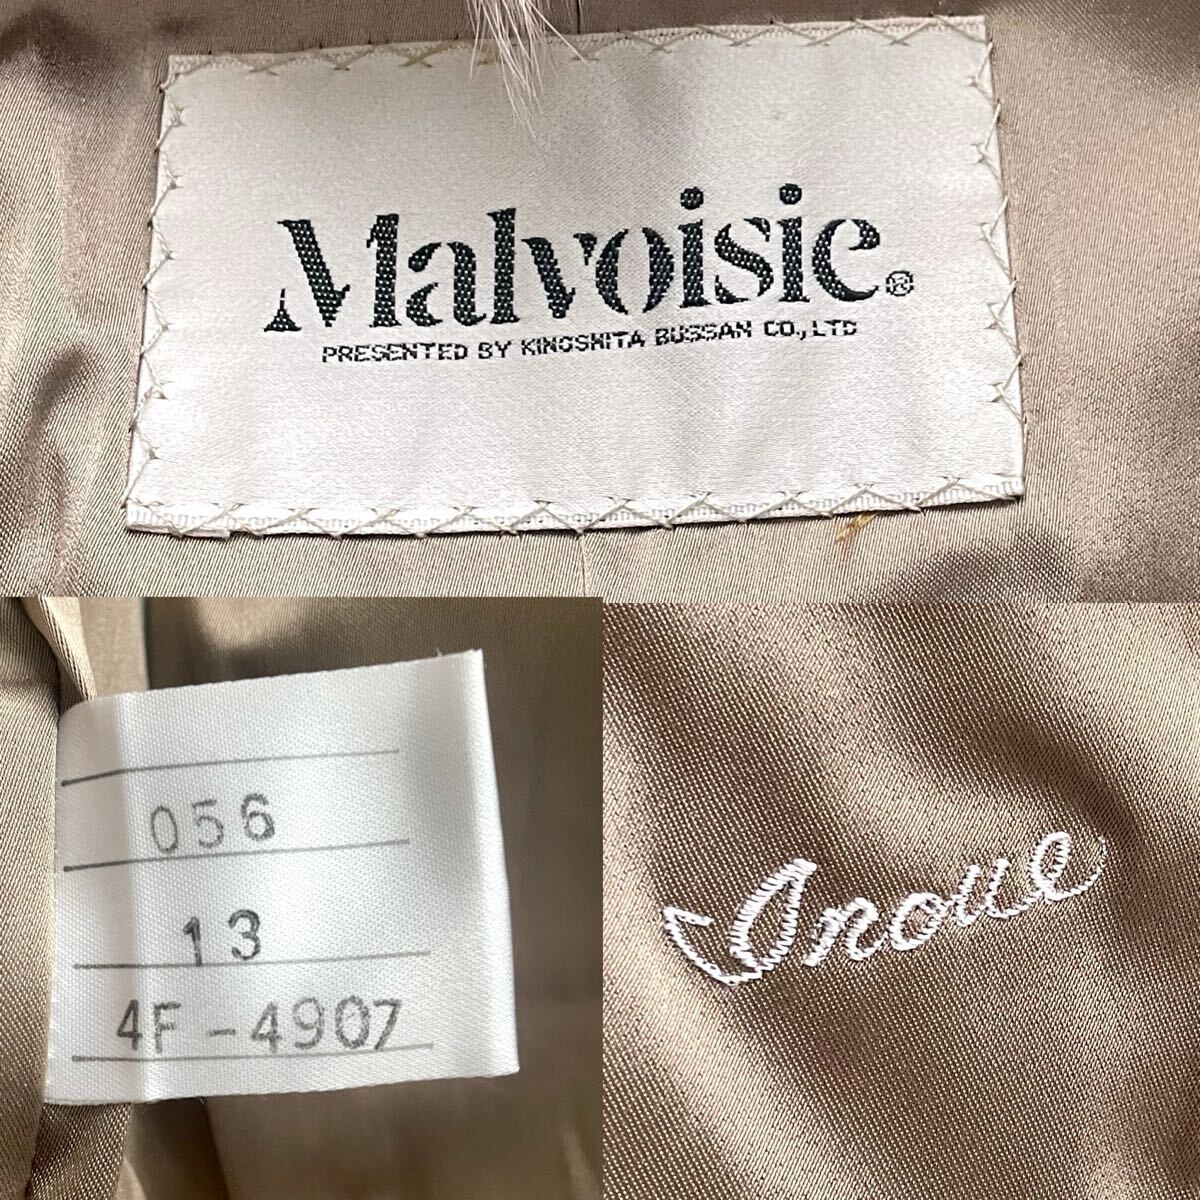 Malvoisie®
PRESENTED BY KINOSHITA BUSSAN CO., LTD
056
13
4F-4907
Inoue